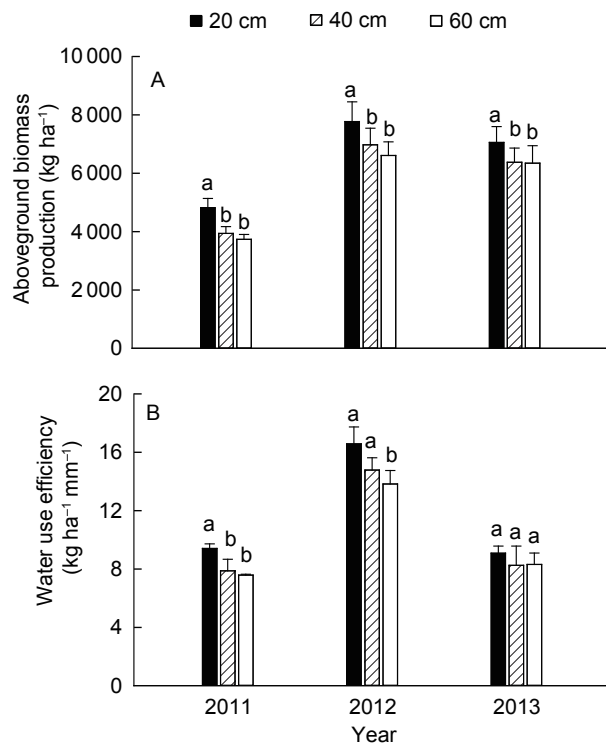 20 cm 40 cm 60 cm
A
Aboveground biomass
production (kg ha⁻¹)
10 000
8 000
6 000
4 000
2 000
0
a b b
a b b
a b b
B
Water use efficiency
(kg ha⁻¹ mm⁻¹)
20
16
12
8
4
0
a b b
a a b
a a a
2011 2012 2013
Year